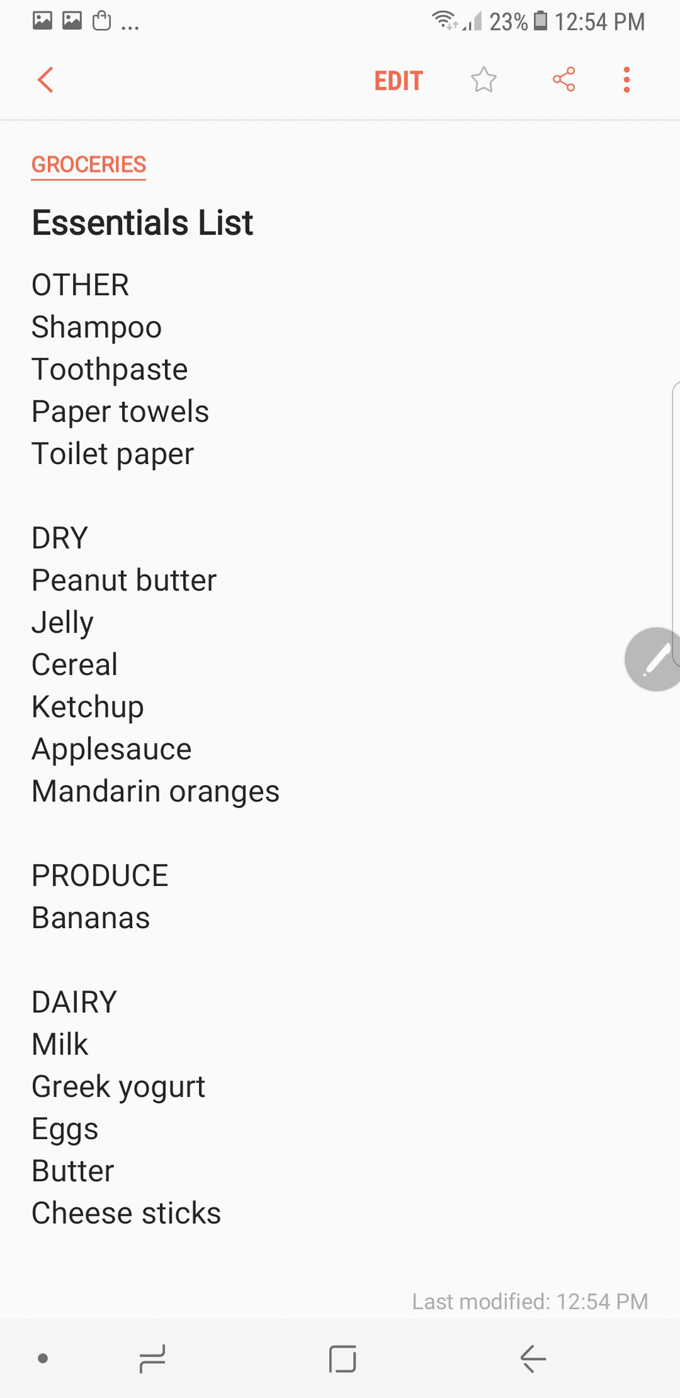 ... 23% 12:54 PM
EDIT
GROCERIES
Essentials List
OTHER
Shampoo
Toothpaste
Paper towels
Toilet paper
DRY
Peanut butter
Jelly
Cereal
Ketchup
Applesauce
Mandarin oranges
PRODUCE
Bananas
DAIRY
Milk
Greek yogurt
Eggs
Butter
Cheese sticks
Last modified: 12:54 PM